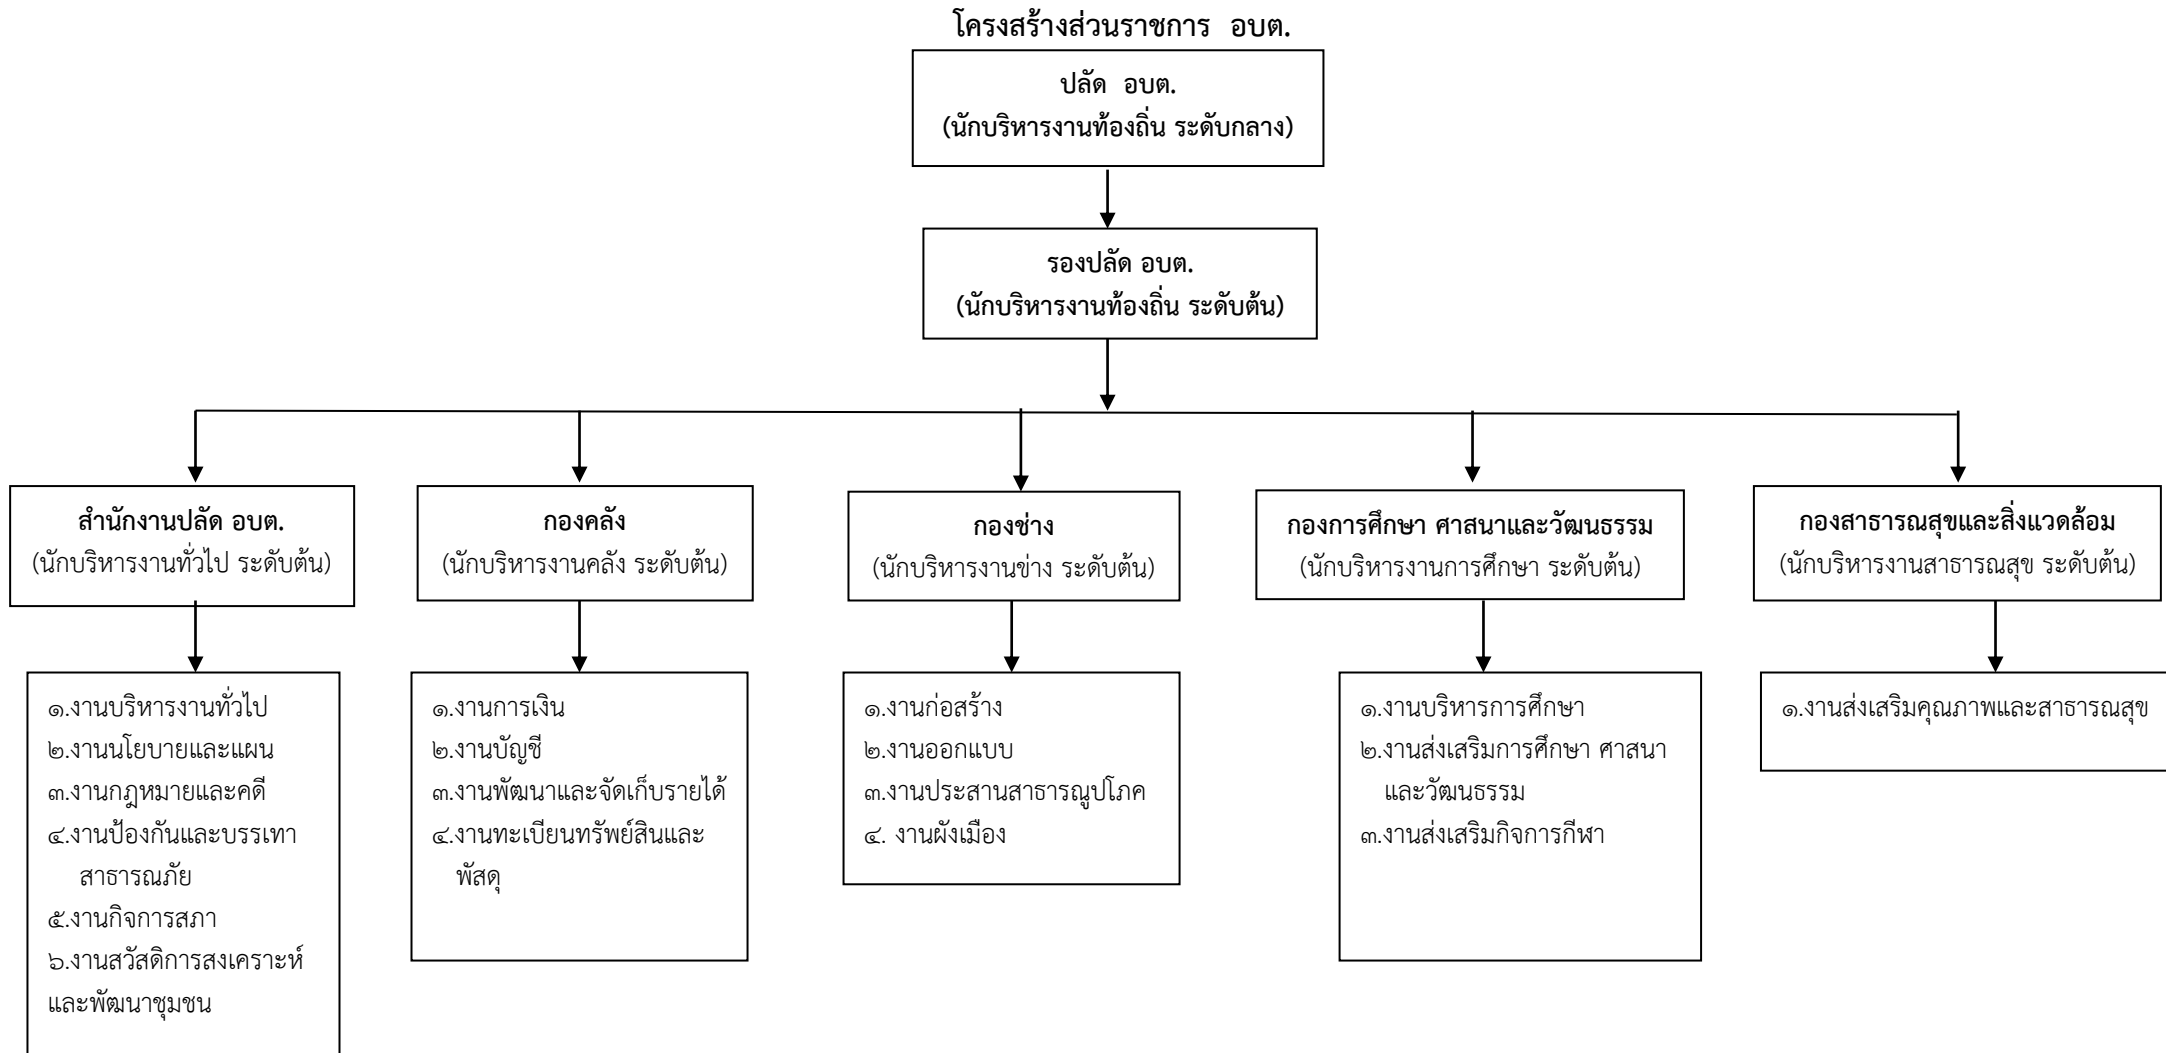 โครงสร้างส่วนราชการ อบต.
ปลัด อบต.
(นักบริหารงานท้องถิ่น ระดับกลาง)
รองปลัด อบต.
(นักบริหารงานท้องถิ่น ระดับต้น)
สำนักงานปลัด อบต.
(นักบริหารงานทั่วไป ระดับต้น)
กองคลัง
(นักบริหารงานคลัง ระดับต้น)
กองช่าง
(นักบริหารงานช่าง ระดับต้น)
กองการศึกษา ศาสนาและวัฒนธรรม
(นักบริหารงานการศึกษา ระดับต้น)
กองสาธารณสุขและสิ่งแวดล้อม
(นักบริหารงานสาธารณสุข ระดับต้น)
๑.งานบริหารงานทั่วไป
๒.งานนโยบายและแผน
๓.งานกฎหมายและคดี
๔.งานป้องกันและบรรเทา
สาธารณภัย
๕.งานกิจการสภา
๖.งานสวัสดิการสงเคราะห์
และพัฒนาชุมชน
๑.งานการเงิน
๒.งานบัญชี
๓.งานพัฒนาและจัดเก็บรายได้
๔.งานทะเบียนทรัพย์สินและ
พัสดุ
๑.งานก่อสร้าง
๒.งานออกแบบ
๓.งานประสานสาธารณูปโภค
๔. งานผังเมือง
๑.งานบริหารการศึกษา
๒.งานส่งเสริมการศึกษา ศาสนา
และวัฒนธรรม
๓.งานส่งเสริมกิจการกีฬา
๑.งานส่งเสริมคุณภาพและสาธารณสุข